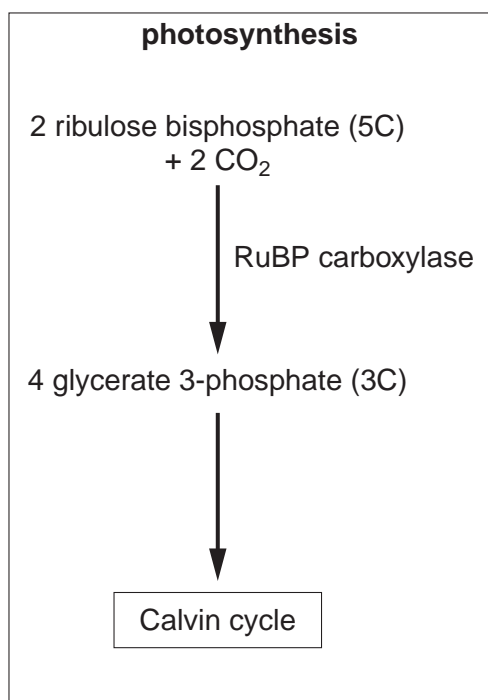 photosynthesis
2 ribulose bisphosphate (5C)
+ 2 CO₂
RuBP carboxylase
4 glycerate 3-phosphate (3C)
Calvin cycle